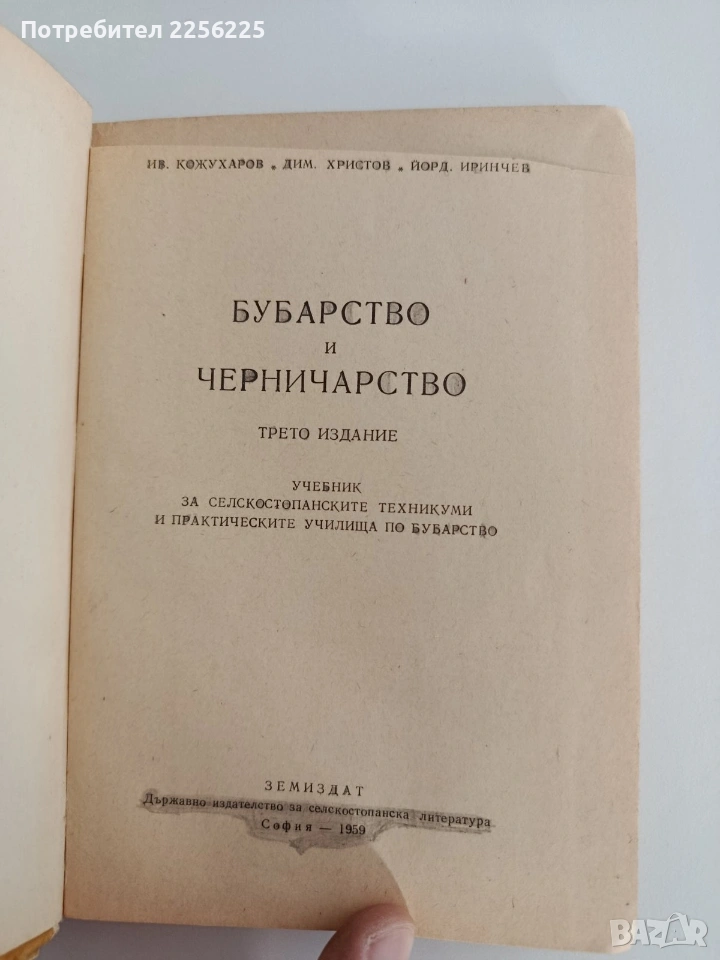 Потребител 2256225
ИВ. КОЖУХАРОВ • ДИМ. ХРИСТОВ • ЙОРД. ИРИНЧЕВ
БУБАРСТВО
И
ЧЕРНИЧАРСТВО
ТРЕТО ИЗДАНИЕ
УЧЕБНИК
ЗА СЕЛСКОСТОПАНСКИТЕ ТЕХНИКУМИ
И ПРАКТИЧЕСКИТЕ УЧИЛИЩА ПО БУБАРСТВО
ЗЕМИЗДАТ
Държавно издателство за селскостопанска литература
София — 1959
BAZAR